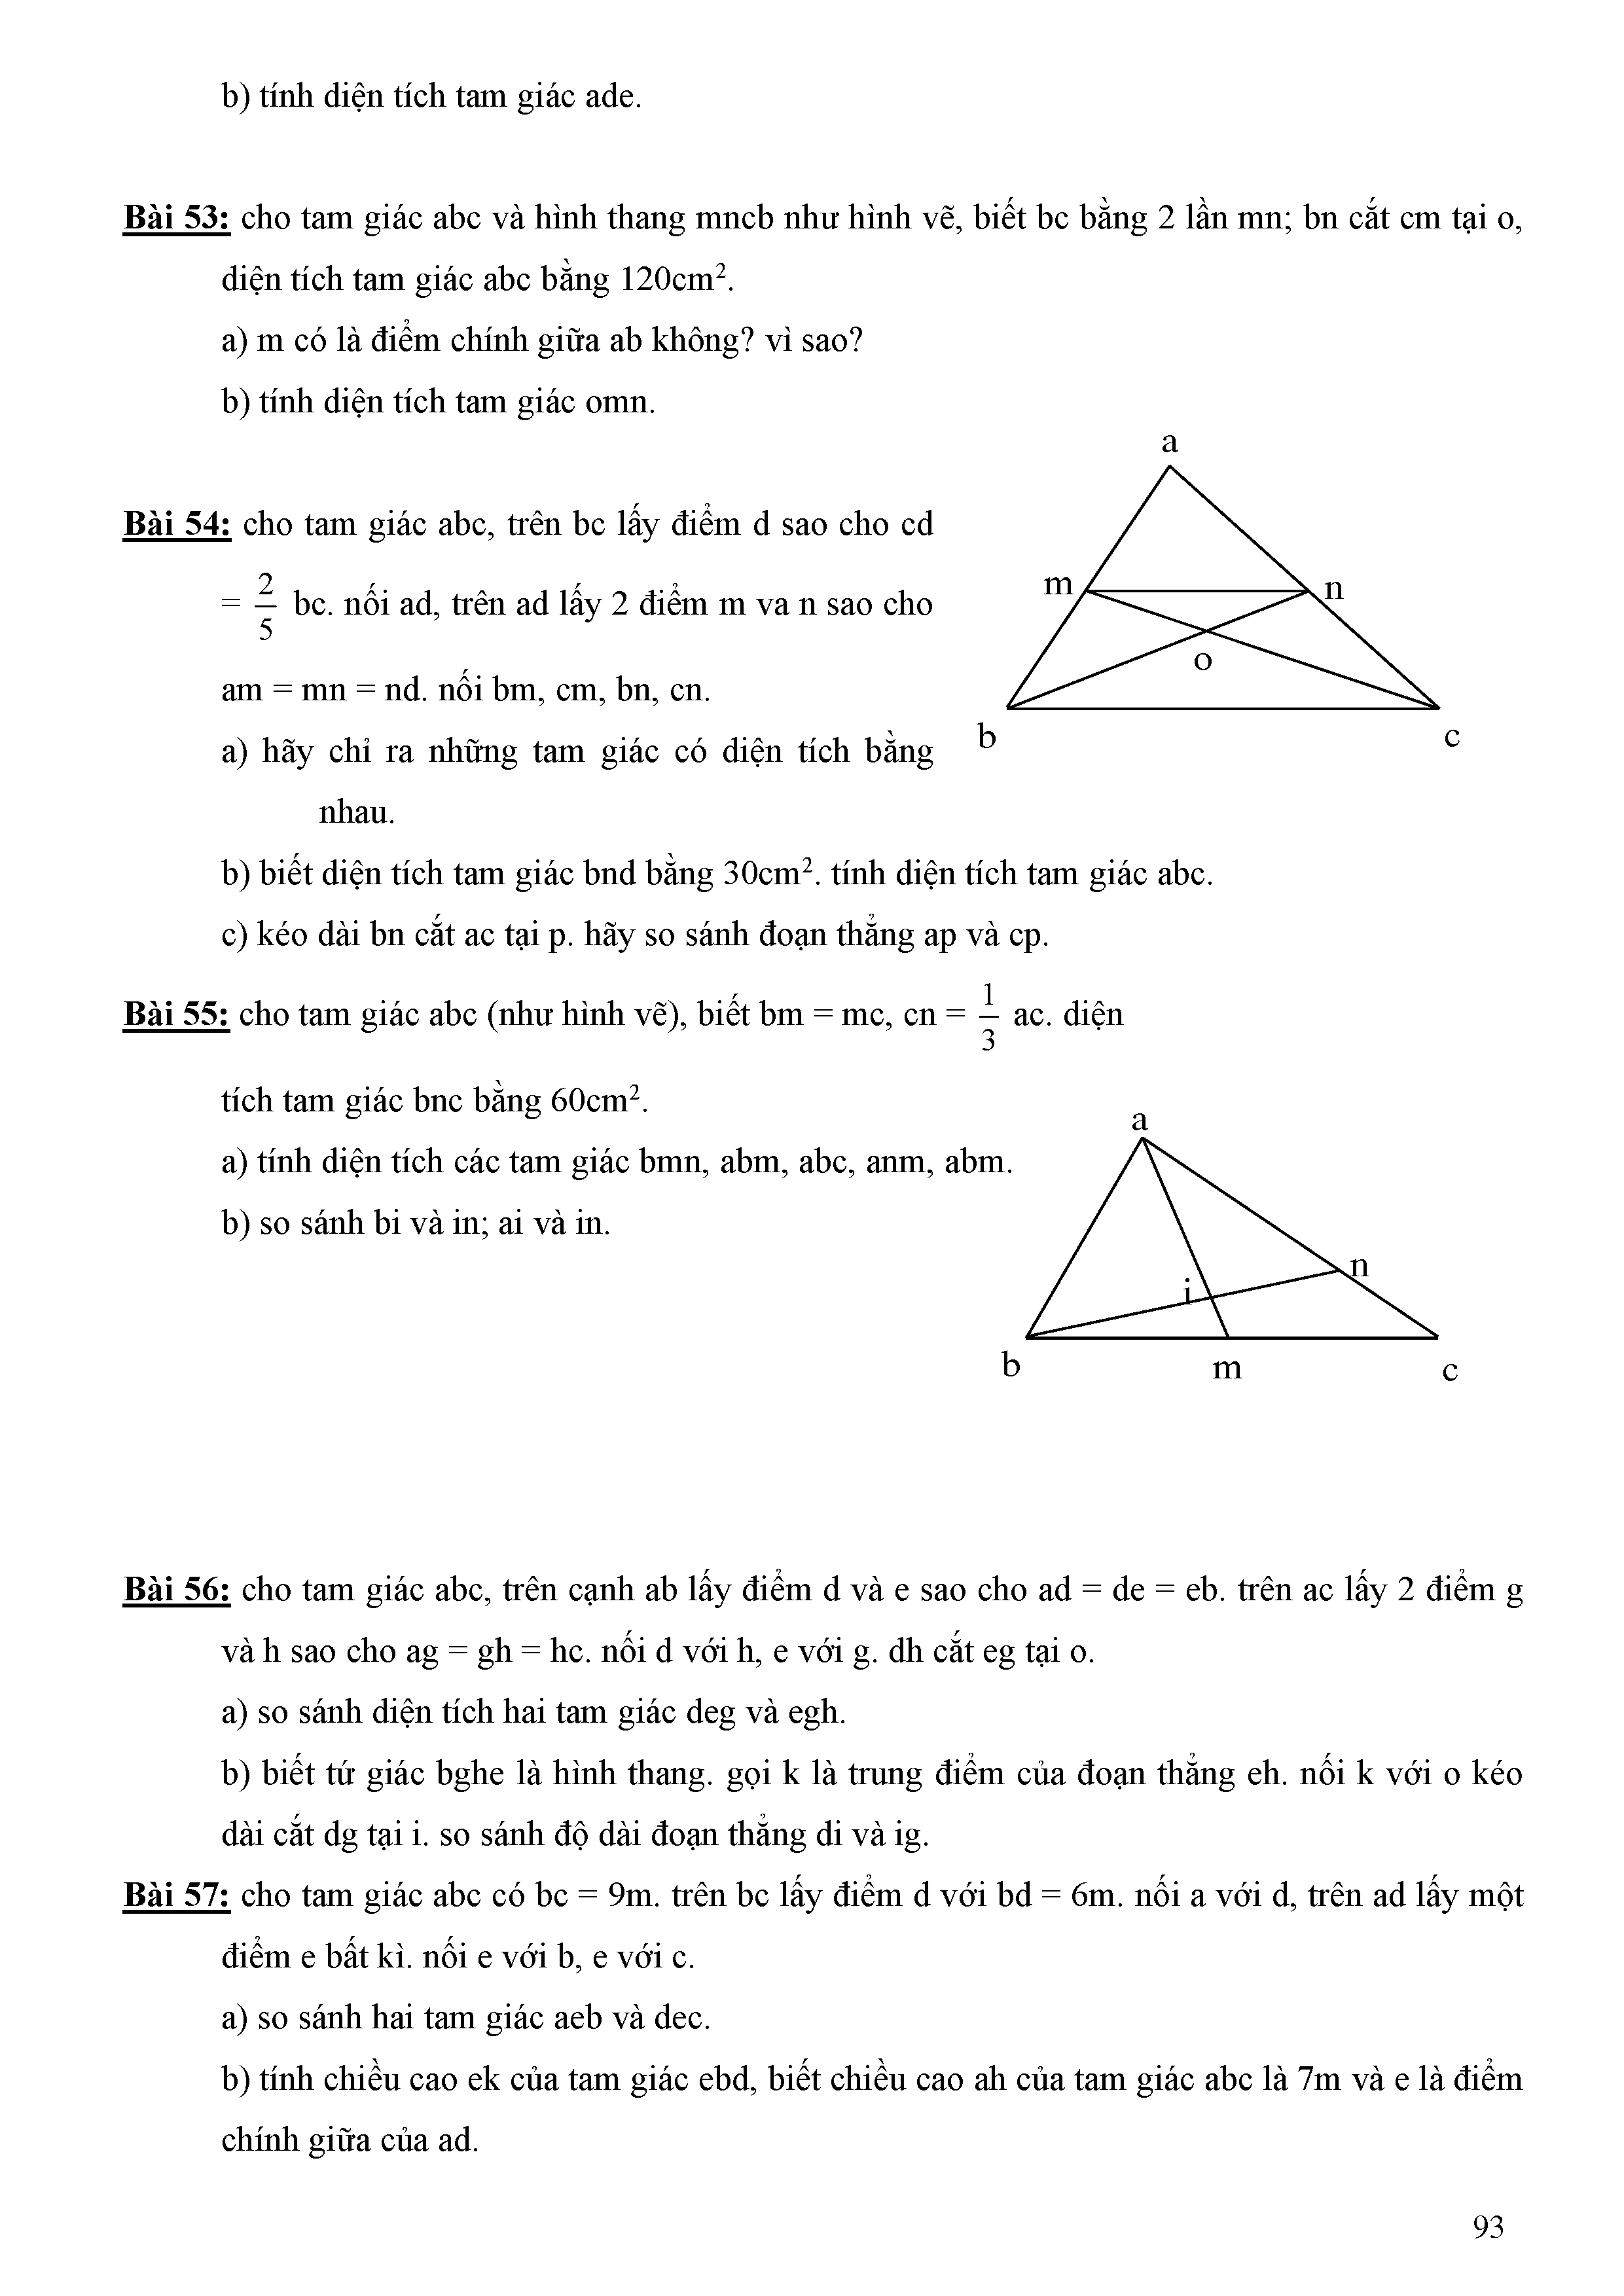 b) tính diện tích tam giác ade.
Bài 53: cho tam giác abc và hình thang mncb như hình vẽ, biết bc bằng 2 lần mn; bn cắt cm tại o,
diện tích tam giác abc bằng 120cm².
a) m có là điểm chính giữa ab không? vì sao?
b) tính diện tích tam giác omn.
a
m
n
o
b
c
Bài 54: cho tam giác abc, trên bc lấy điểm d sao cho cd
= 2/5 bc. nối ad, trên ad lấy 2 điểm m va n sao cho
am = mn = nd. nối bm, cm, bn, cn.
a) hãy chỉ ra những tam giác có diện tích bằng
nhau.
b) biết diện tích tam giác bnd bằng 30cm². tính diện tích tam giác abc.
c) kéo dài bn cắt ac tại p. hãy so sánh đoạn thẳng ap và cp.
Bài 55: cho tam giác abc (như hình vẽ), biết bm = mc, cn = 1/3 ac. diện
tích tam giác bnc bằng 60cm².
a) tính diện tích các tam giác bmn, abm, abc, anm, abm.
b) so sánh bi và in; ai và in.
a
n
i
b
m
c
Bài 56: cho tam giác abc, trên cạnh ab lấy điểm d và e sao cho ad = de = eb. trên ac lấy 2 điểm g
và h sao cho ag = gh = hc. nối d với h, e với g. dh cắt eg tại o.
a) so sánh diện tích hai tam giác deg và egh.
b) biết tứ giác bghe là hình thang. gọi k là trung điểm của đoạn thẳng eh. nối k với o kéo
dài cắt dg tại i. so sánh độ dài đoạn thẳng di và ig.
Bài 57: cho tam giác abc có bc = 9m. trên bc lấy điểm d với bd = 6m. nối a với d, trên ad lấy một
điểm e bất kì. nối e với b, e với c.
a) so sánh hai tam giác aeb và dec.
b) tính chiều cao ek của tam giác ebd, biết chiều cao ah của tam giác abc là 7m và e là điểm
chính giữa của ad.
93